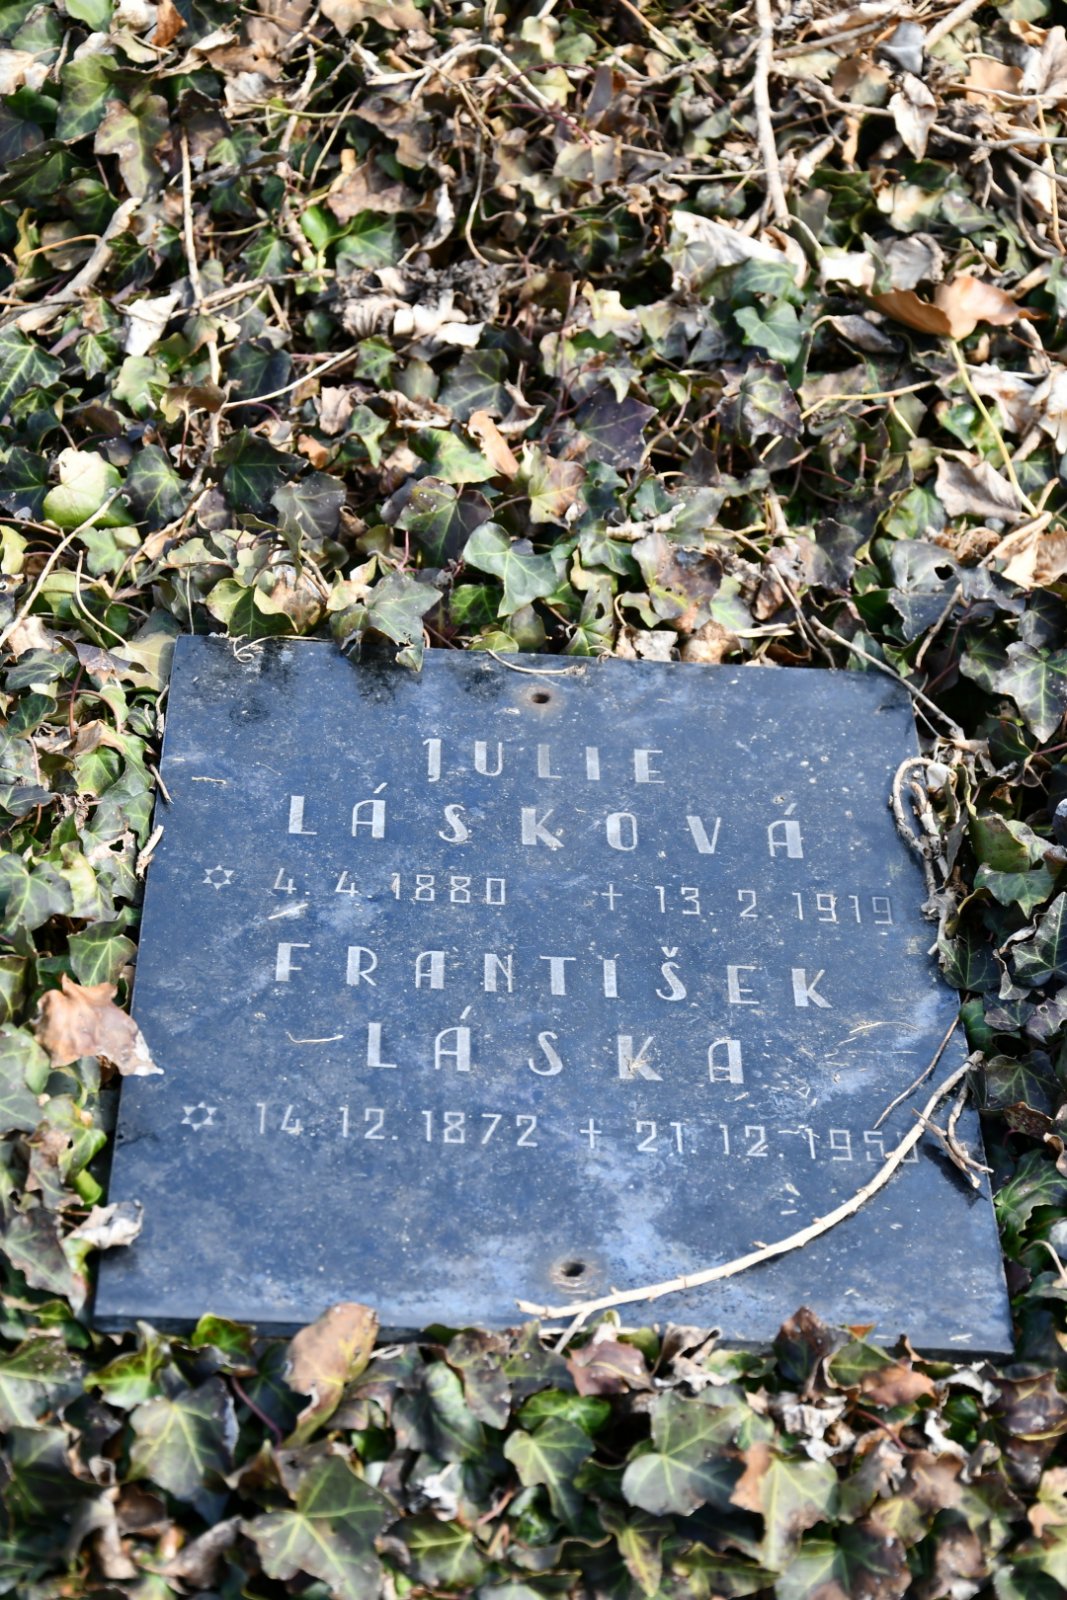 JULIE
LÁSKOVÁ
✡ 4. 4. 1880 + 13. 2. 1919
FRANTIŠEK
LÁSKA
✡ 14. 12. 1872 + 21. 12. 1950